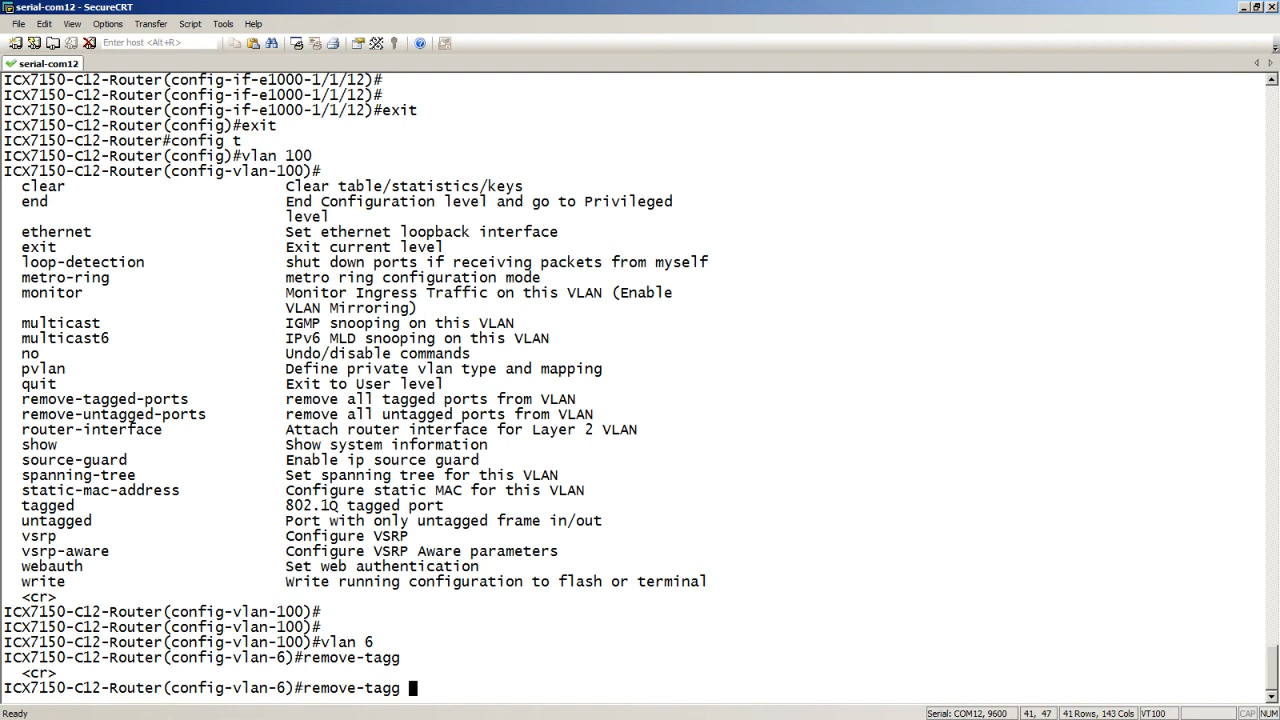 serial-com12 - SecureCRT
File Edit View Options Transfer Script Tools Help
Enter host <Alt+R>
serial-com12
ICX7150-C12-Router(config-if-e1000-1/1/12)#
ICX7150-C12-Router(config-if-e1000-1/1/12)#
ICX7150-C12-Router(config-if-e1000-1/1/12)#exit
ICX7150-C12-Router(config)#exit
ICX7150-C12-Router#config t
ICX7150-C12-Router(config)#vlan 100
ICX7150-C12-Router(config-vlan-100)#
clear Clear table/statistics/keys
end End Configuration level and go to Privileged
level
ethernet Set ethernet loopback interface
exit Exit current level
loop-detection shut down ports if receiving packets from myself
metro-ring metro ring configuration mode
monitor Monitor Ingress Traffic on this VLAN (Enable
VLAN Mirroring)
multicast IGMP snooping on this VLAN
multicast6 IPv6 MLD snooping on this VLAN
no Undo/disable commands
pvlan Define private vlan type and mapping
quit Exit to User level
remove-tagged-ports remove all tagged ports from VLAN
remove-untagged-ports remove all untagged ports from VLAN
router-interface Attach router interface for Layer 2 VLAN
show Show system information
source-guard Enable ip source guard
spanning-tree Set spanning tree for this VLAN
static-mac-address Configure static MAC for this VLAN
tagged 802.1Q tagged port
untagged Port with only untagged frame in/out
vsrp Configure VSRP
vsrp-aware Configure VSRP Aware parameters
webauth Set web authentication
write Write running configuration to flash or terminal
<cr>
ICX7150-C12-Router(config-vlan-100)#
ICX7150-C12-Router(config-vlan-100)#
ICX7150-C12-Router(config-vlan-100)#vlan 6
ICX7150-C12-Router(config-vlan-6)#remove-tagg
<cr>
ICX7150-C12-Router(config-vlan-6)#remove-tagg
Ready Serial: COM12, 9600 41, 47 41 Rows, 143 Cols VT100 CAP NUM